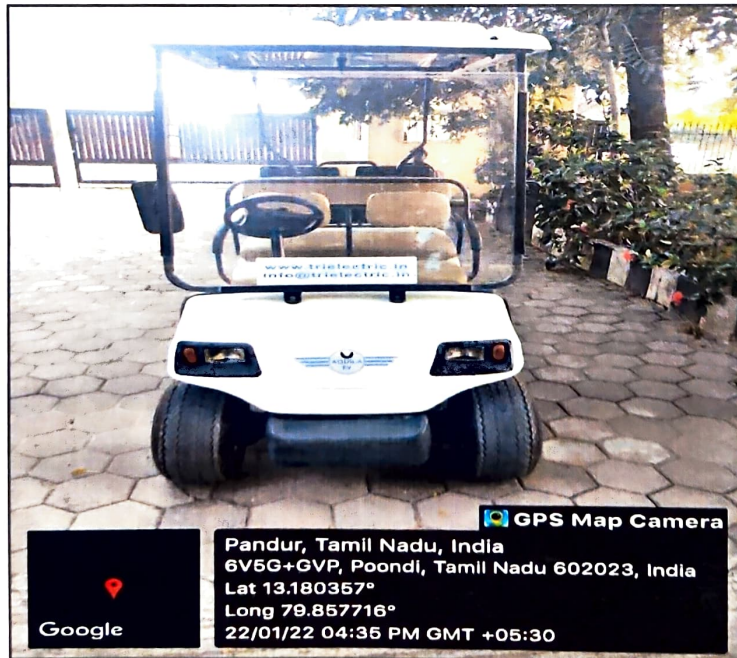 www.trielectric.in
info@trielectric.in
EV
GPS Map Camera
Pandur, Tamil Nadu, India
6V5G+GVP, Poondi, Tamil Nadu 602023, India
Lat 13.180357°
Long 79.857716°
22/01/22 04:35 PM GMT +05:30
Google